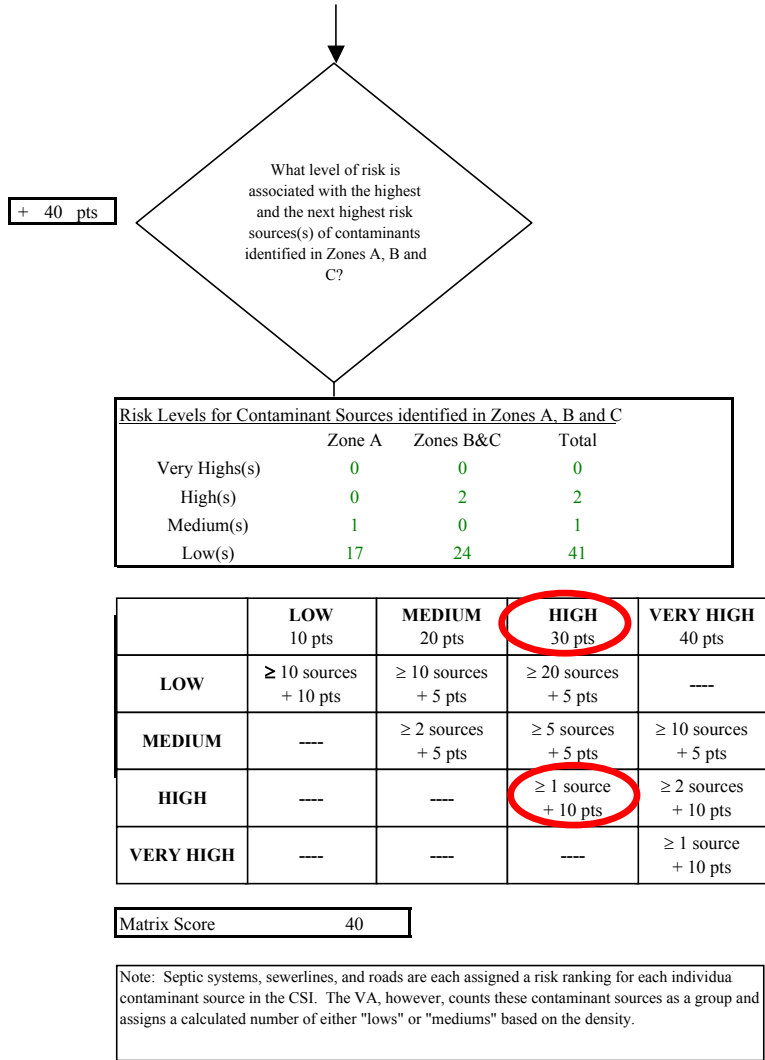 What level of risk is
associated with the highest
and the next highest risk
sources(s) of contaminants
identified in Zones A, B and
C?
+ 40 pts
Risk Levels for Contaminant Sources identified in Zones A, B and C
Zone A Zones B&C Total
Very Highs(s) 0 0 0
High(s) 0 2 2
Medium(s) 1 0 1
Low(s) 17 24 41
LOW MEDIUM HIGH VERY HIGH
10 pts 20 pts 30 pts 40 pts
LOW ≥ 10 sources ≥ 10 sources ≥ 20 sources ----
+ 10 pts + 5 pts + 5 pts
MEDIUM ---- ≥ 2 sources ≥ 5 sources ≥ 10 sources
+ 5 pts + 5 pts + 5 pts
HIGH ---- ---- ≥ 1 source ≥ 2 sources
+ 10 pts + 10 pts
VERY HIGH ---- ---- ---- ≥ 1 source
+ 10 pts
Matrix Score 40
Note: Septic systems, sewerlines, and roads are each assigned a risk ranking for each individua
contaminant source in the CSI. The VA, however, counts these contaminant sources as a group and
assigns a calculated number of either "lows" or "mediums" based on the density.